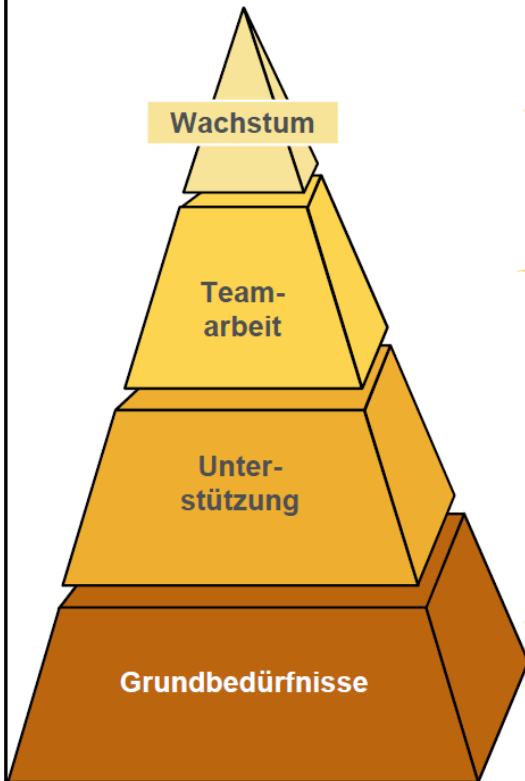 Wachstum
Team-
arbeit
Unter-
stützung
Grundbedürfnisse